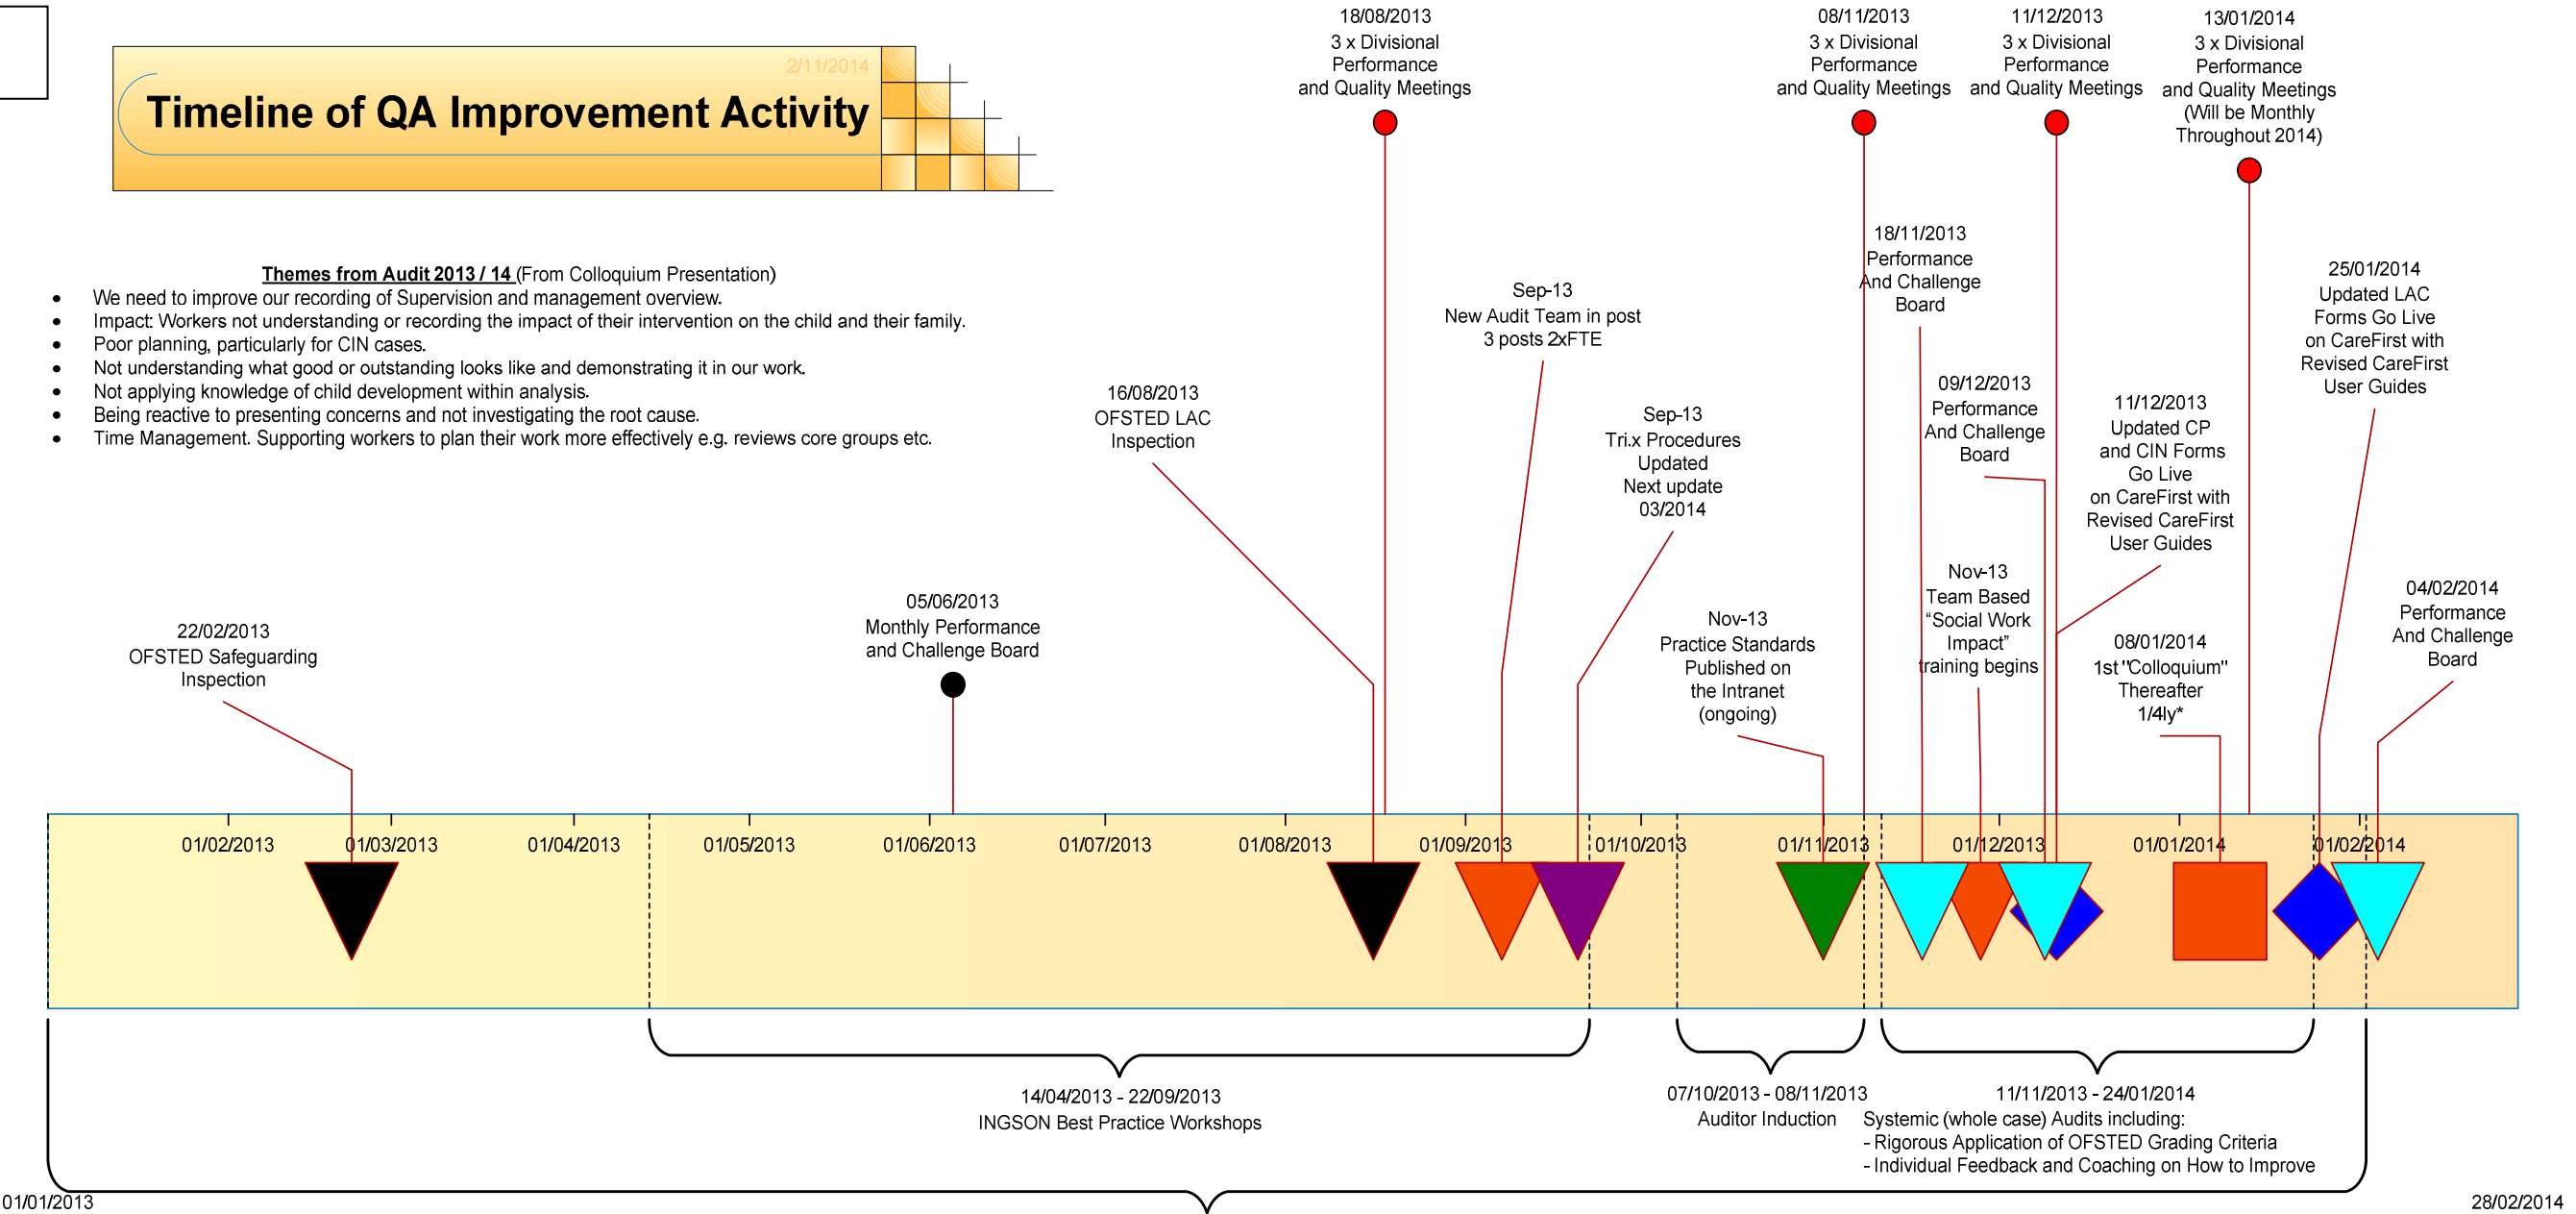 2/11/2014
Timeline of QA Improvement Activity
Themes from Audit 2013 / 14 (From Colloquium Presentation)
• We need to improve our recording of Supervision and management overview.
• Impact: Workers not understanding or recording the impact of their intervention on the child and their family.
• Poor planning, particularly for CIN cases.
• Not understanding what good or outstanding looks like and demonstrating it in our work.
• Not applying knowledge of child development within analysis.
• Being reactive to presenting concerns and not investigating the root cause.
• Time Management. Supporting workers to plan their work more effectively e.g. reviews core groups etc.
22/02/2013
OFSTED Safeguarding
Inspection
05/06/2013
Monthly Performance
and Challenge Board
16/08/2013
OFSTED LAC
Inspection
18/08/2013
3 x Divisional
Performance
and Quality Meetings
Sep-13
New Audit Team in post
3 posts 2xFTE
Sep-13
Tri.x Procedures
Updated
Next update
03/2014
Nov-13
Practice Standards
Published on
the Intranet
(ongoing)
08/11/2013
3 x Divisional
Performance
and Quality Meetings
18/11/2013
Performance
And Challenge
Board
Nov-13
Team Based
“Social Work
Impact”
training begins
09/12/2013
Performance
And Challenge
Board
11/12/2013
3 x Divisional
Performance
and Quality Meetings
11/12/2013
Updated CP
and CIN Forms
Go Live
on CareFirst with
Revised CareFirst
User Guides
08/01/2014
1st "Colloquium"
Thereafter
1/4ly*
13/01/2014
3 x Divisional
Performance
and Quality Meetings
(Will be Monthly
Throughout 2014)
25/01/2014
Updated LAC
Forms Go Live
on CareFirst with
Revised CareFirst
User Guides
04/02/2014
Performance
And Challenge
Board
01/02/2013
01/03/2013
01/04/2013
01/05/2013
01/06/2013
01/07/2013
01/08/2013
01/09/2013
01/10/2013
01/11/2013
01/12/2013
01/01/2014
01/02/2014
14/04/2013 - 22/09/2013
INGSON Best Practice Workshops
07/10/2013 - 08/11/2013
Auditor Induction
11/11/2013 - 24/01/2014
Systemic (whole case) Audits including:
- Rigorous Application of OFSTED Grading Criteria
- Individual Feedback and Coaching on How to Improve
01/01/2013
28/02/2014